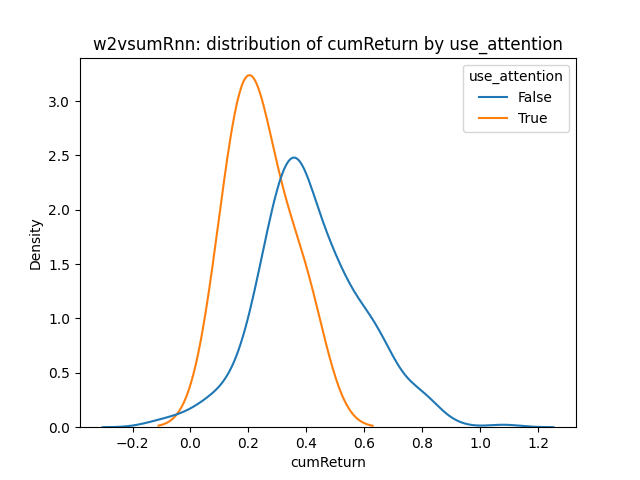 w2vsumRnn: distribution of cumReturn by use_attention
use_attention
False
True
Density
3.0
2.5
2.0
1.5
1.0
0.5
0.0
−0.2 0.0 0.2 0.4 0.6 0.8 1.0 1.2
cumReturn